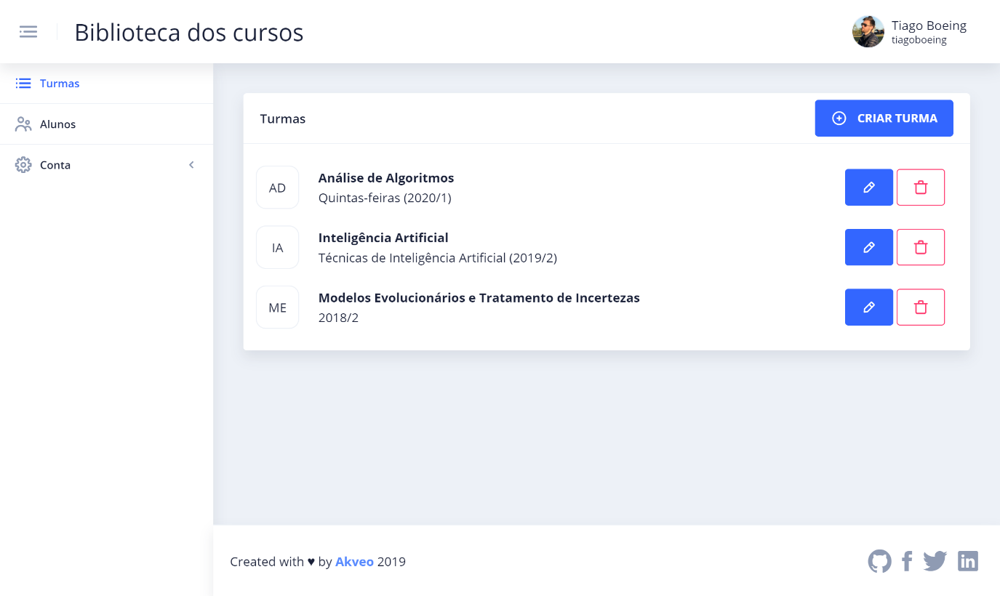 Biblioteca dos cursos
Tiago Boeing
tiagoboeing
Turmas
Alunos
Conta
Turmas
CRIAR TURMA
AD
Análise de Algoritmos
Quintas-feiras (2020/1)
IA
Inteligência Artificial
Técnicas de Inteligência Artificial (2019/2)
ME
Modelos Evolucionários e Tratamento de Incertezas
2018/2
Created with ♥ by Akveo 2019